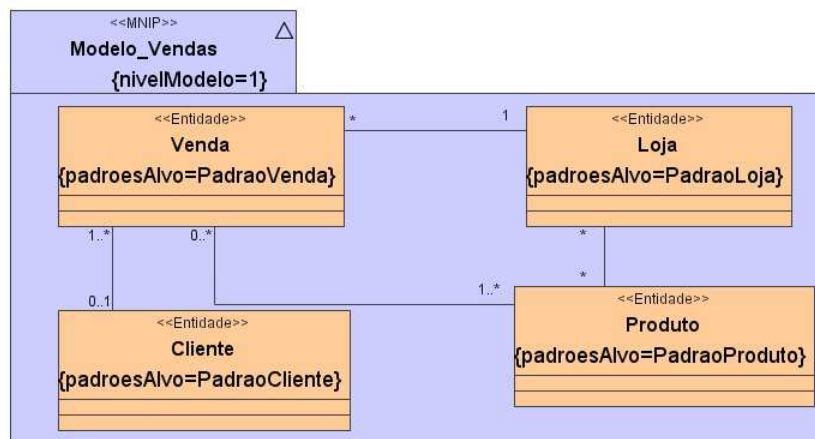 <<MNIP>>
Modelo_Vendas
{nivelModelo=1}
<<Entidade>>
Venda
{padroesAlvo=PadraoVenda}
*
1
<<Entidade>>
Loja
{padroesAlvo=PadraoLoja}
1..*
0..*
*
0..1
1..*
*
<<Entidade>>
Cliente
{padroesAlvo=PadraoCliente}
<<Entidade>>
Produto
{padroesAlvo=PadraoProduto}